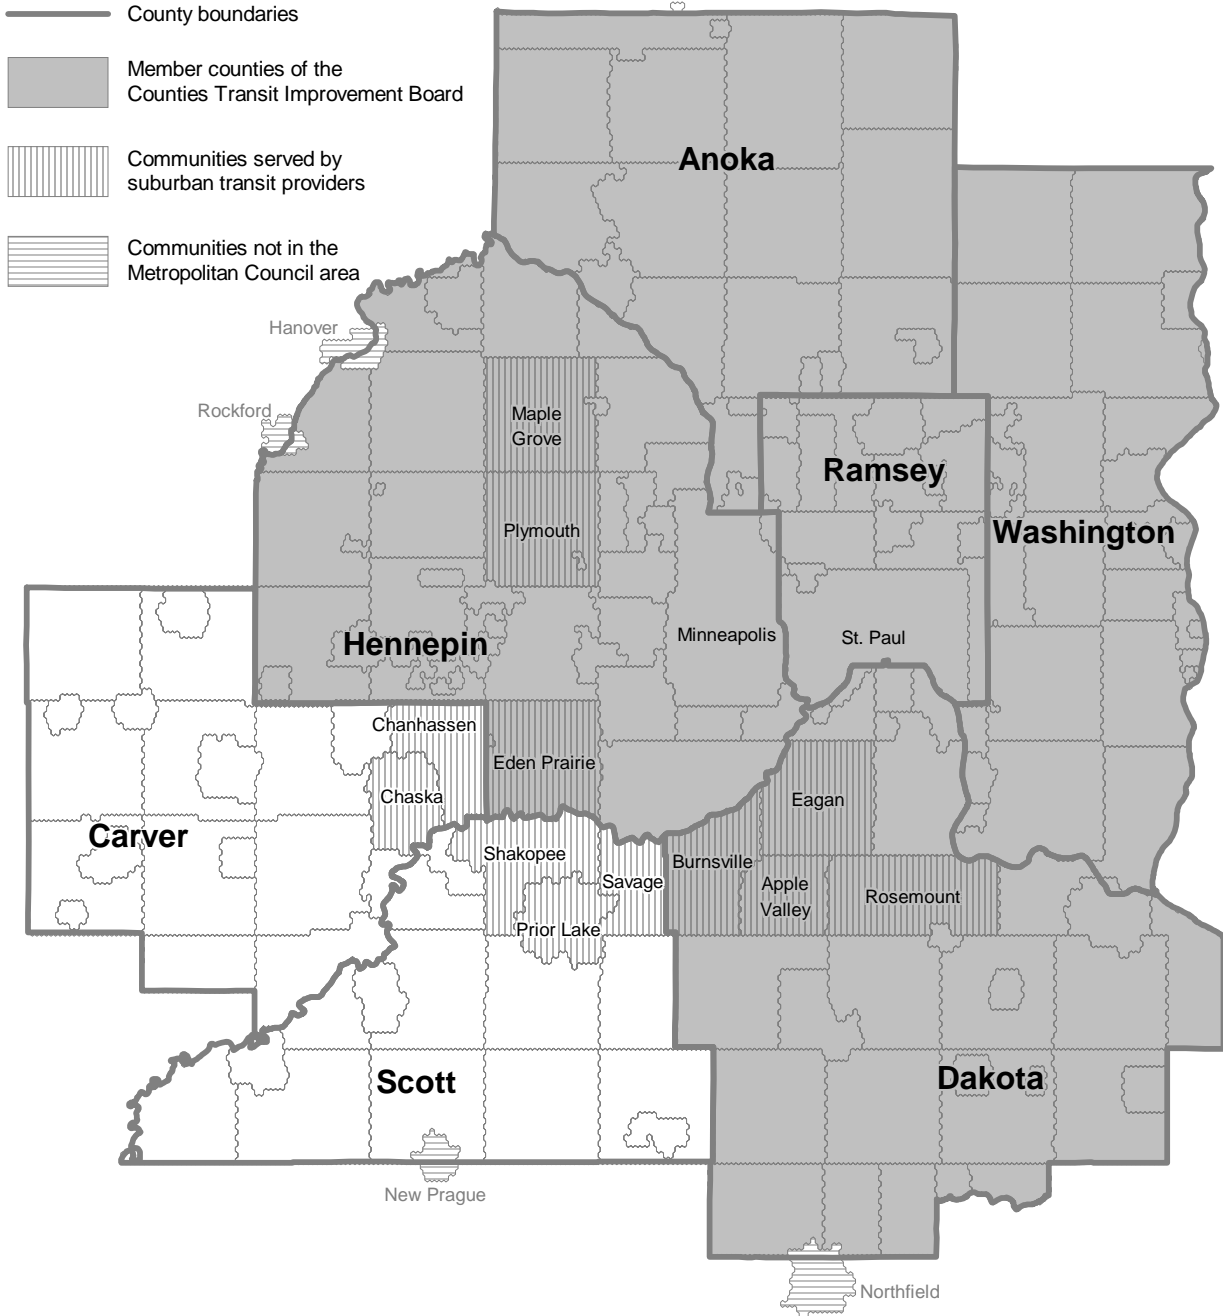 County boundaries
Member counties of the
Counties Transit Improvement Board
Communities served by
suburban transit providers
Communities not in the
Metropolitan Council area
Anoka
Hanover
Rockford
Maple
Grove
Ramsey
Plymouth
Washington
Minneapolis
St. Paul
Hennepin
Chanhassen
Eden Prairie
Chaska
Eagan
Carver
Shakopee
Burnsville
Savage
Apple
Valley
Rosemount
Prior Lake
Scott
Dakota
New Prague
Northfield